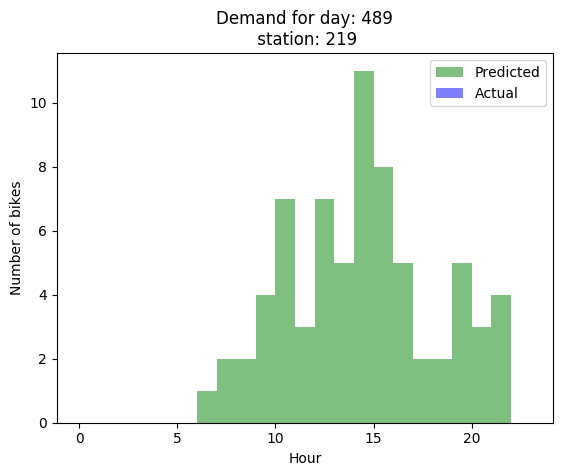 Demand for day: 489
station: 219
Predicted
Actual
10
8
6
4
2
0
Number of bikes
0 5 10 15 20
Hour